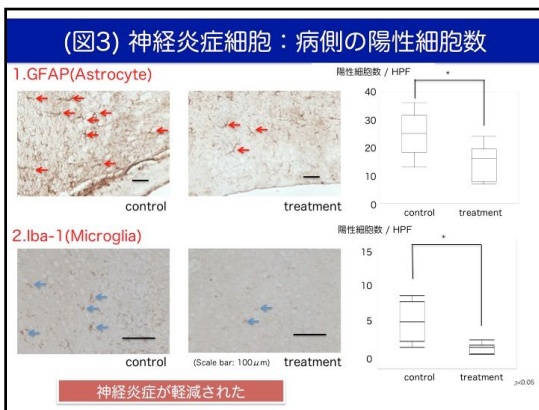 (図3) 神経炎症細胞：病側の陽性細胞数
1.GFAP(Astrocyte)
control
treatment
陽性細胞数 / HPF
*
40
30
20
10
0
control
treatment
2.Iba-1(Microglia)
control
(Scale bar: 100μm)
treatment
陽性細胞数 / HPF
*
15
10
5
0
control
treatment
p<0.05
神経炎症が軽減された